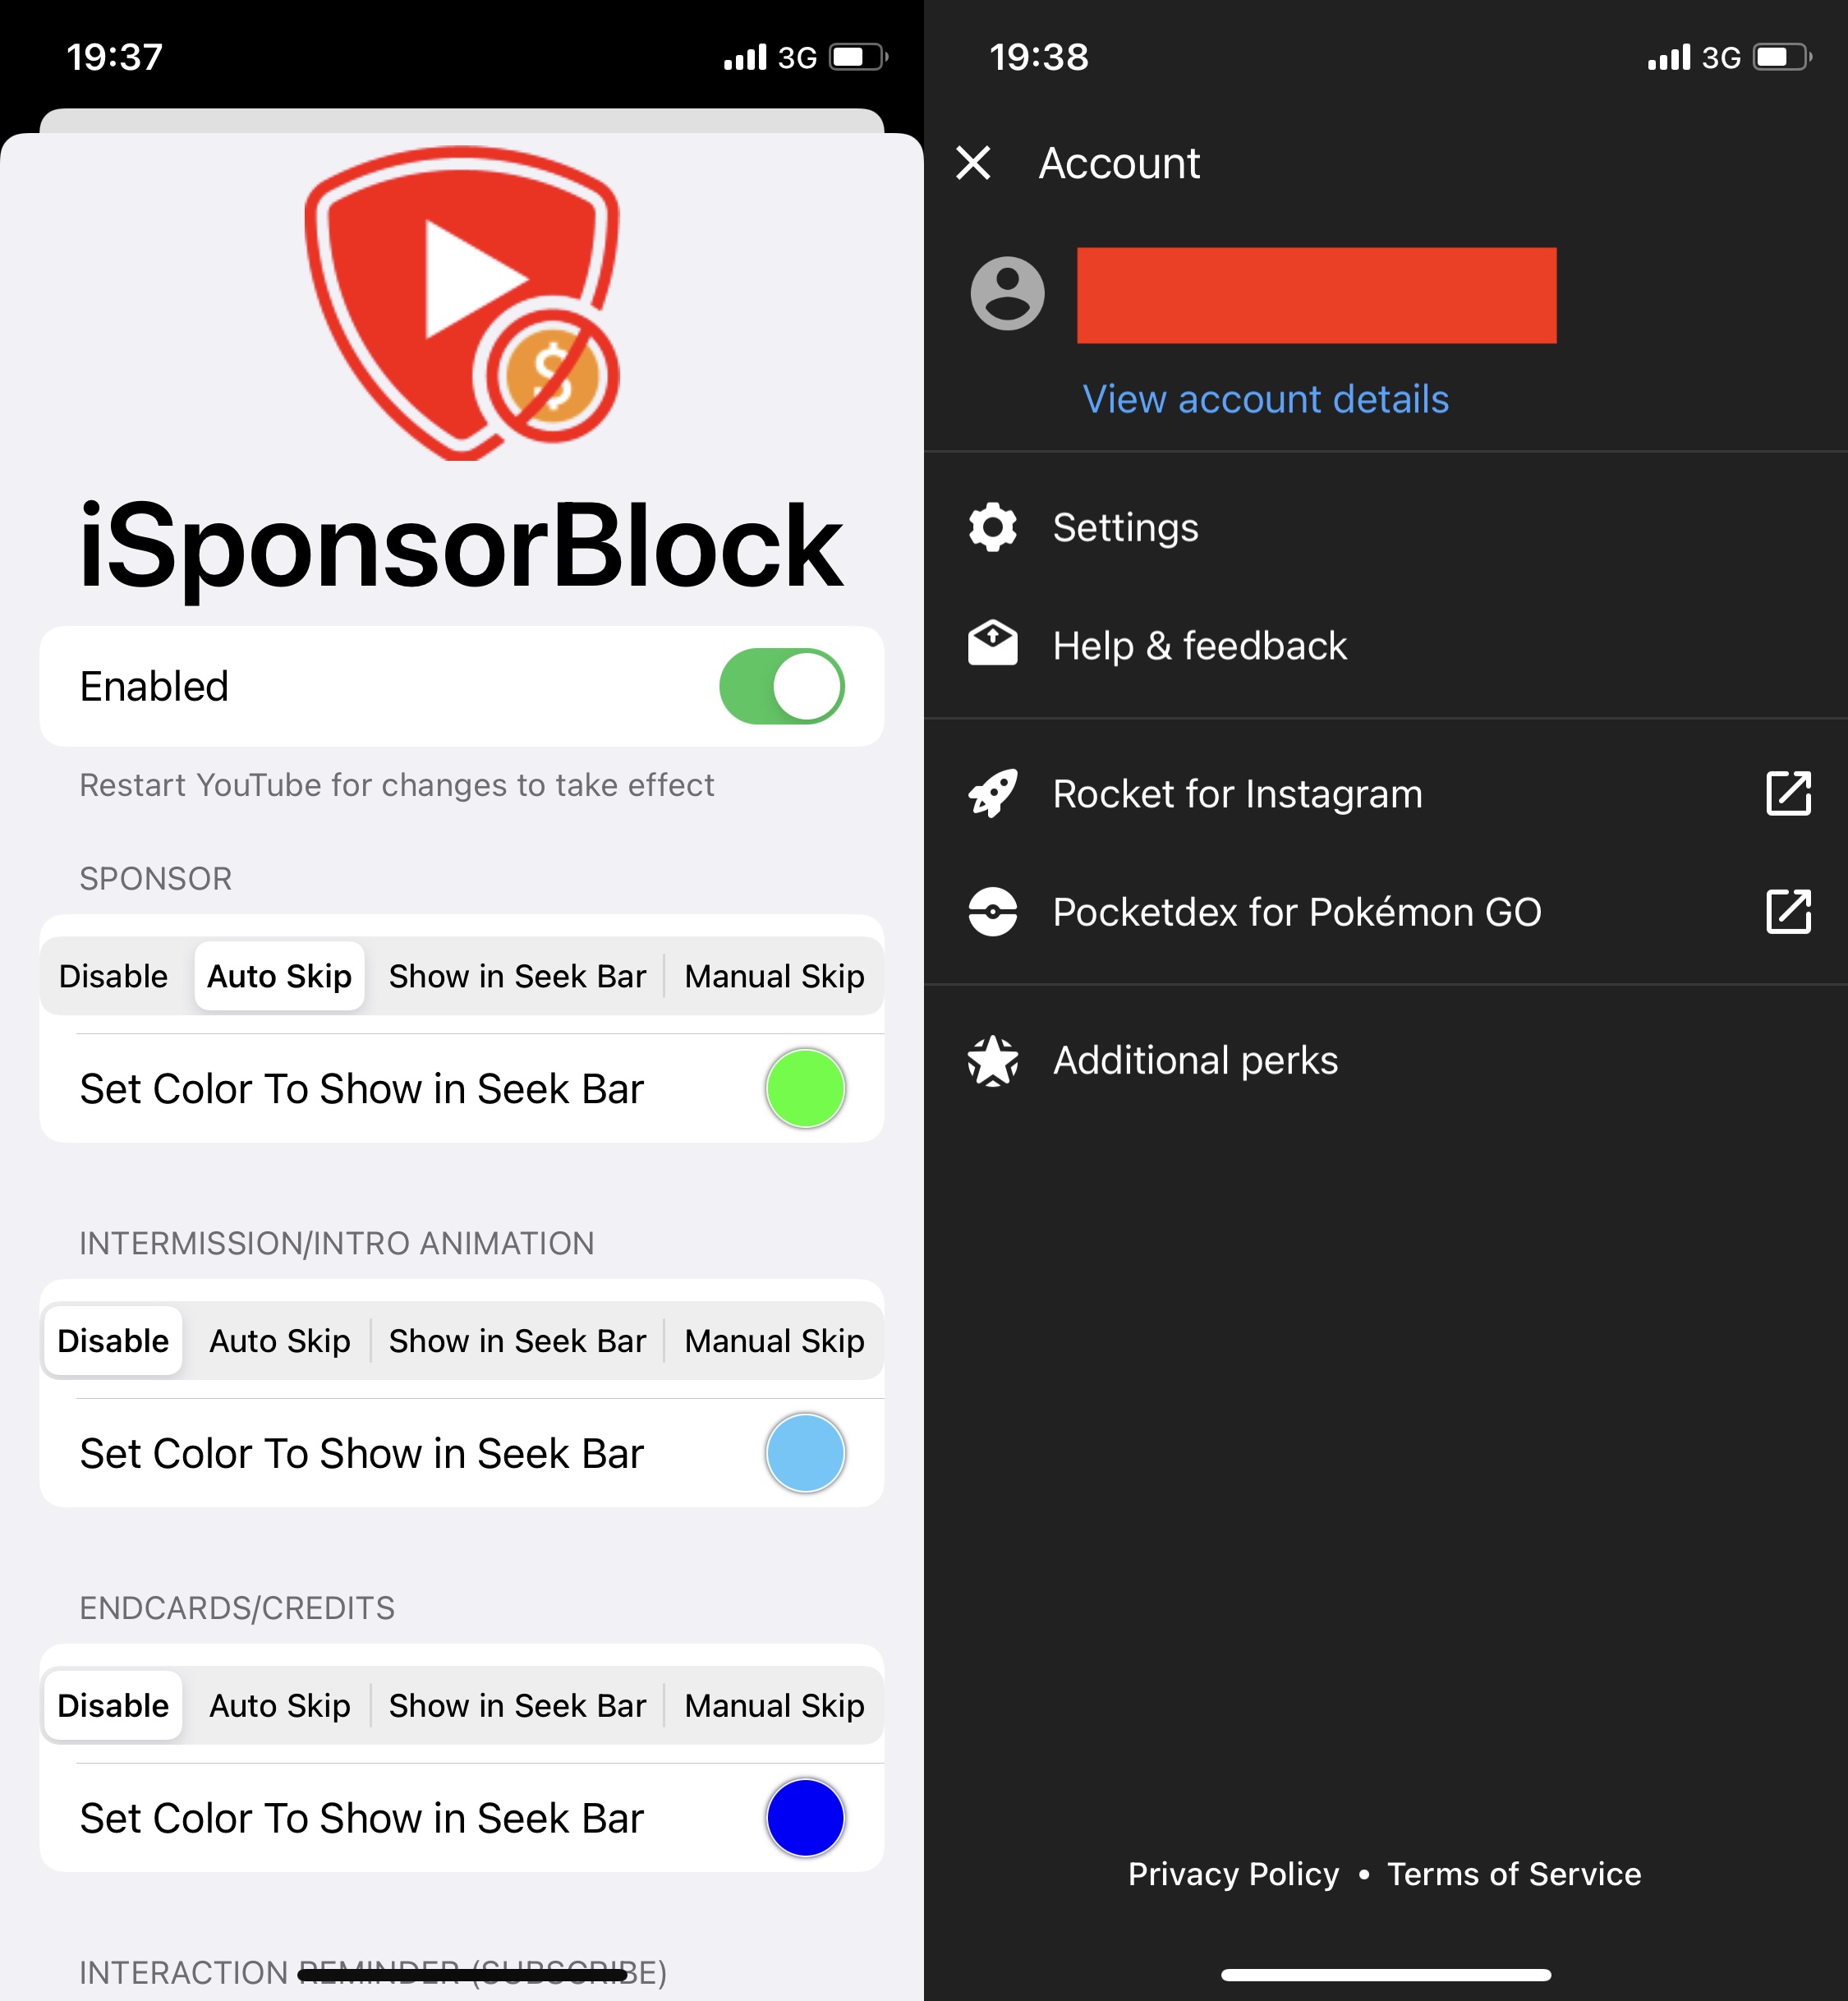 19:37
3G
iSponsorBlock
Enabled
Restart YouTube for changes to take effect
SPONSOR
Disable Auto Skip Show in Seek Bar Manual Skip
Set Color To Show in Seek Bar
INTERMISSION/INTRO ANIMATION
Disable Auto Skip Show in Seek Bar Manual Skip
Set Color To Show in Seek Bar
ENDCARDS/CREDITS
Disable Auto Skip Show in Seek Bar Manual Skip
Set Color To Show in Seek Bar
INTERACTION REMINDER (SUBSCRIBE)
19:38
3G
Account
View account details
Settings
Help & feedback
Rocket for Instagram
Pocketdex for Pokémon GO
Additional perks
Privacy Policy • Terms of Service